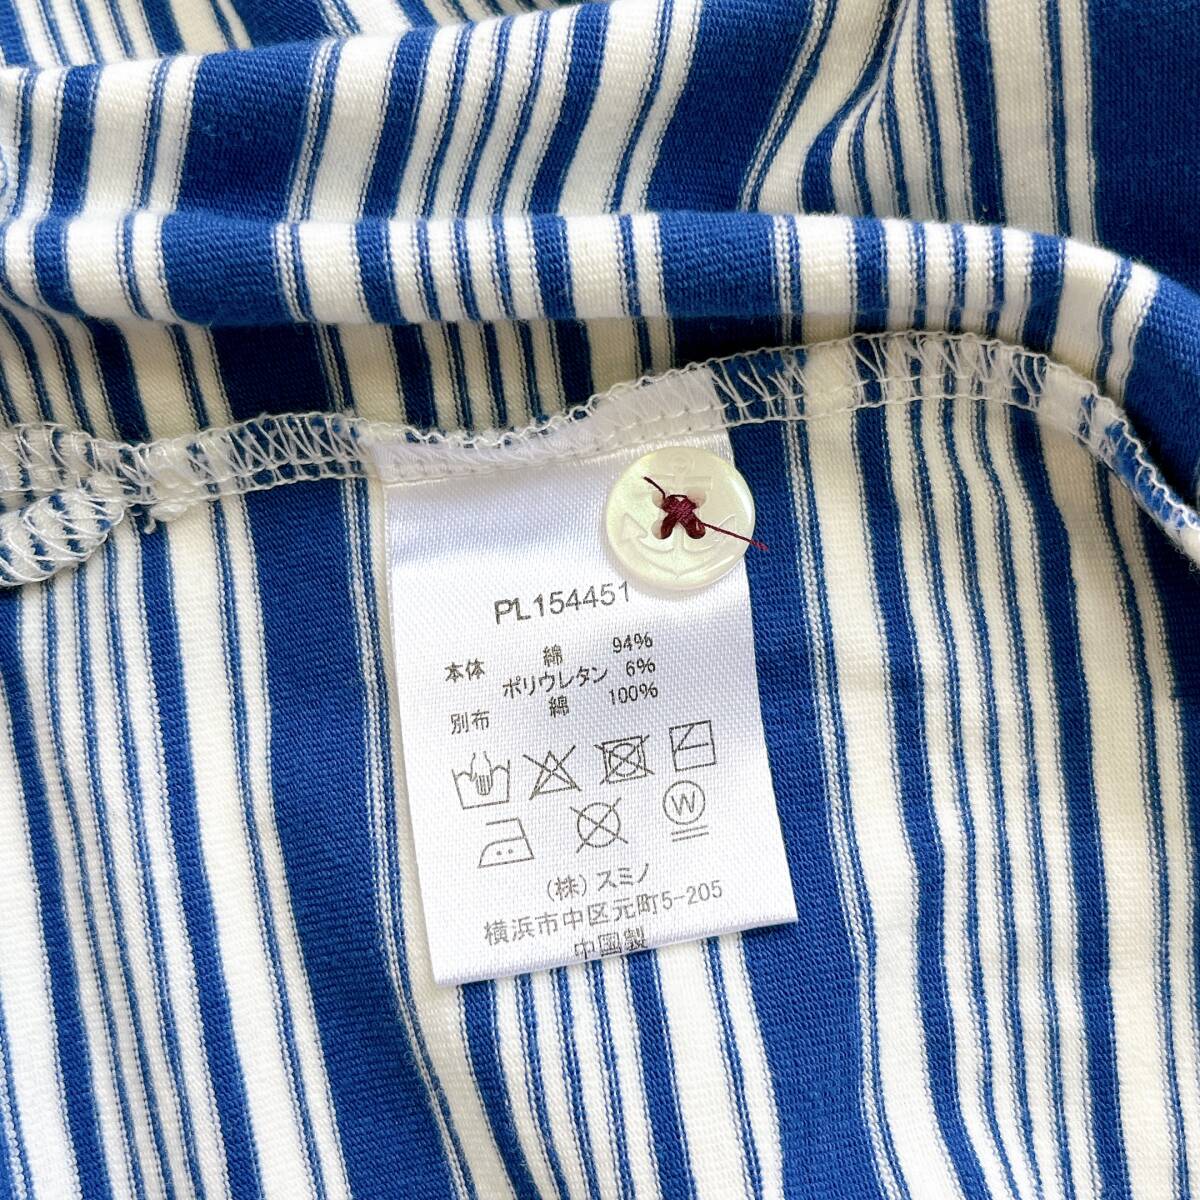 PL154451
本体 綿 94%
ポリウレタン 6%
別布 綿 100%
W
(株)スミノ
横浜市中区元町5-205
中国製